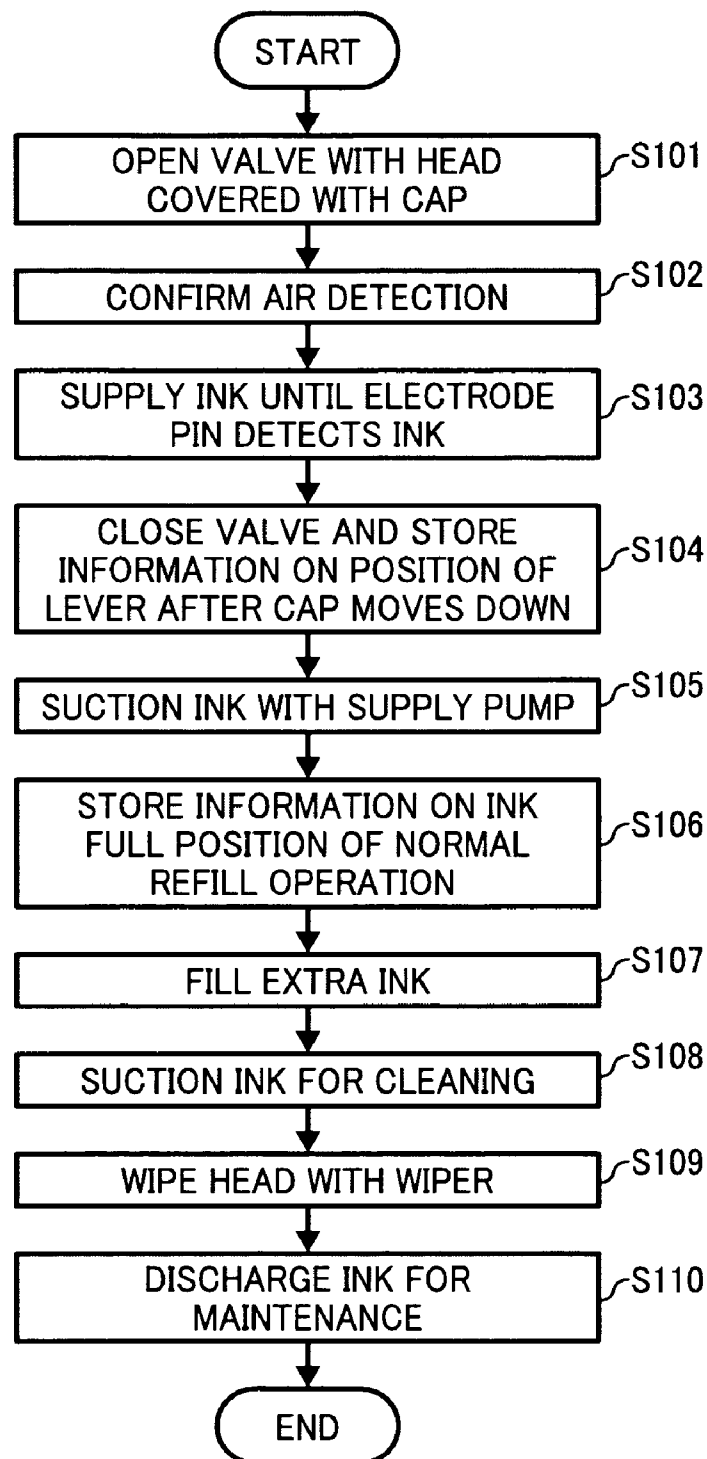 START
OPEN VALVE WITH HEAD
COVERED WITH CAP
S101
CONFIRM AIR DETECTION
S102
SUPPLY INK UNTIL ELECTRODE
PIN DETECTS INK
S103
CLOSE VALVE AND STORE
INFORMATION ON POSITION OF
LEVER AFTER CAP MOVES DOWN
S104
SUCTION INK WITH SUPPLY PUMP
S105
STORE INFORMATION ON INK
FULL POSITION OF NORMAL
REFILL OPERATION
S106
FILL EXTRA INK
S107
SUCTION INK FOR CLEANING
S108
WIPE HEAD WITH WIPER
S109
DISCHARGE INK FOR
MAINTENANCE
S110
END